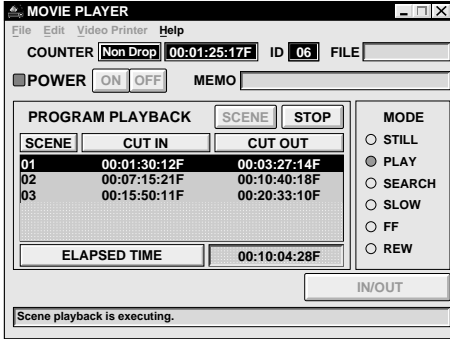 MOVIE PLAYER
File Edit Video Printer Help
COUNTER Non Drop 00:01:25:17F ID 06 FILE
POWER ON OFF MEMO
PROGRAM PLAYBACK SCENE STOP
SCENE CUT IN CUT OUT
01 00:01:30:12F 00:03:27:14F
02 00:07:15:21F 00:10:40:18F
03 00:15:50:11F 00:20:33:10F
ELAPSED TIME 00:10:04:28F
MODE
STILL
PLAY
SEARCH
SLOW
FF
REW
IN/OUT
Scene playback is executing.